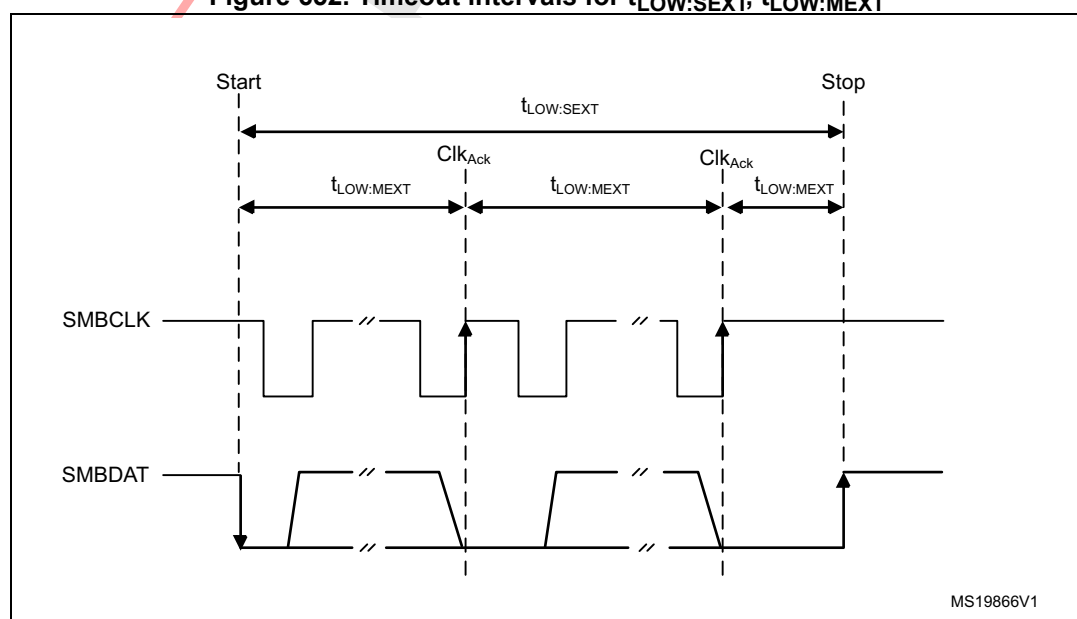 Figure 692. Timeout intervals for tLOW:SEXT, tLOW:MEXT
Start
Stop
tLOW:SEXT
ClkAck
ClkAck
tLOW:MEXT
tLOW:MEXT
tLOW:MEXT
SMBCLK
SMBDAT
MS19866V1